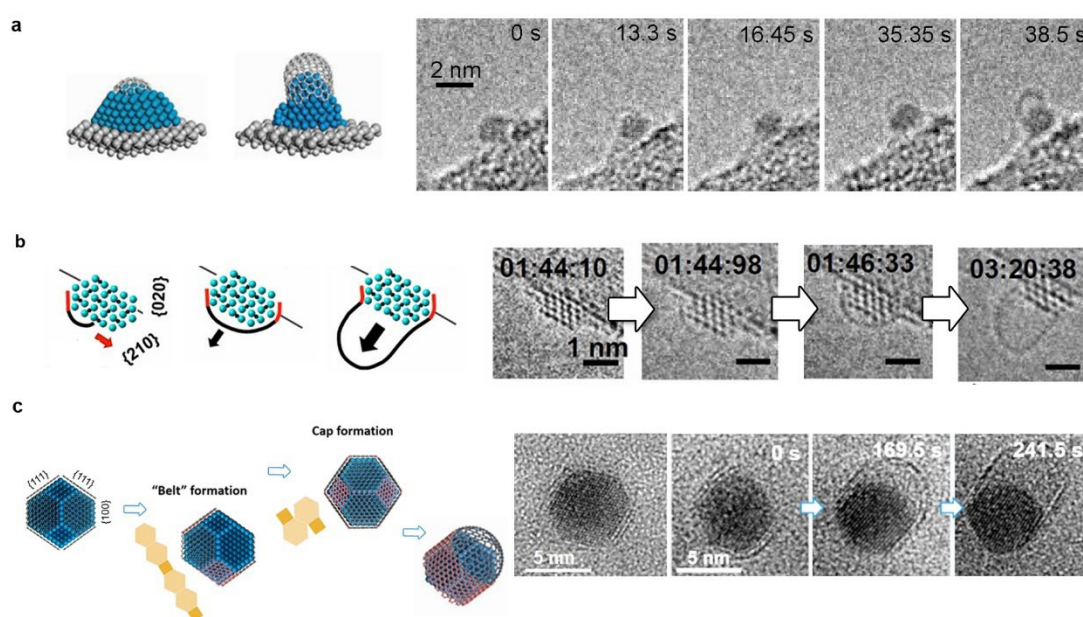 a
0 s
13.3 s
16.45 s
35.35 s
38.5 s
2 nm
b
{020}
{210}
01:44:10
01:44:98
01:46:33
03:20:38
1 nm
c
Cap formation
{111}
{111}
{100}
"Belt" formation
0 s
169.5 s
241.5 s
5 nm
5 nm